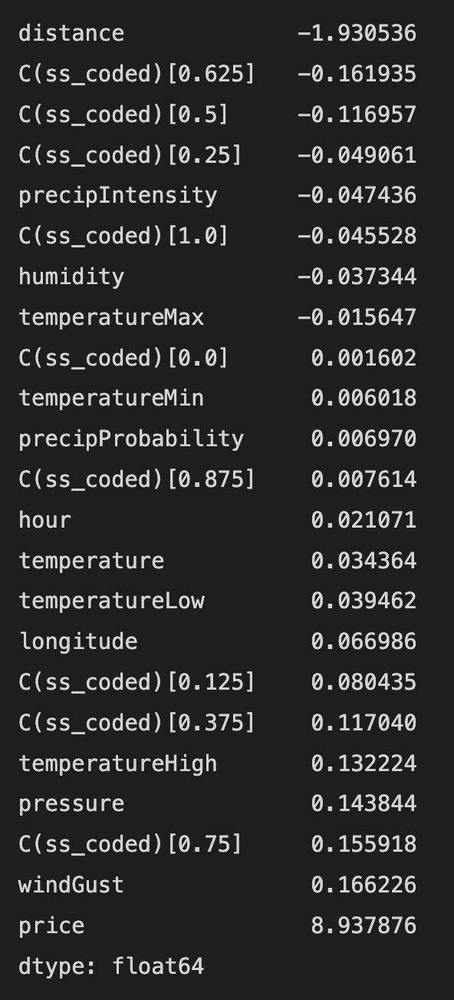 distance -1.930536
C(ss_coded)[0.625] -0.161935
C(ss_coded)[0.5] -0.116957
C(ss_coded)[0.25] -0.049061
precipIntensity -0.047436
C(ss_coded)[1.0] -0.045528
humidity -0.037344
temperatureMax -0.015647
C(ss_coded)[0.0] 0.001602
temperatureMin 0.006018
precipProbability 0.006970
C(ss_coded)[0.875] 0.007614
hour 0.021071
temperature 0.034364
temperatureLow 0.039462
longitude 0.066986
C(ss_coded)[0.125] 0.080435
C(ss_coded)[0.375] 0.117040
temperatureHigh 0.132224
pressure 0.143844
C(ss_coded)[0.75] 0.155918
windGust 0.166226
price 8.937876
dtype: float64